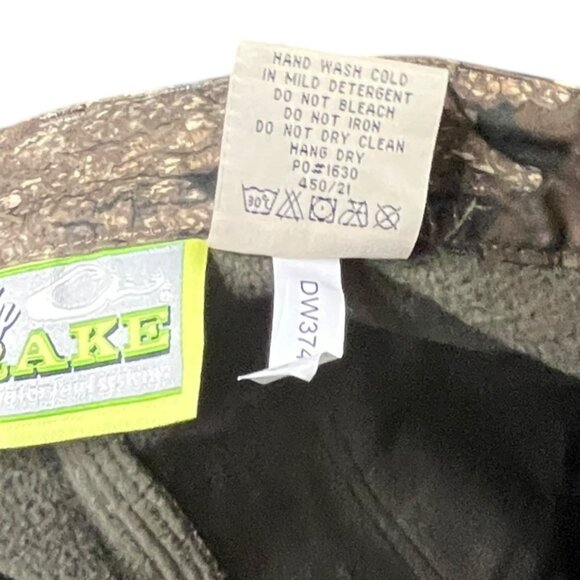 HAND WASH COLD
IN MILD DETERGENT
DO NOT BLEACH
DO NOT IRON
DO NOT DRY CLEAN
HANG DRY
PO#1630
450/21
30°
DW374
AKE